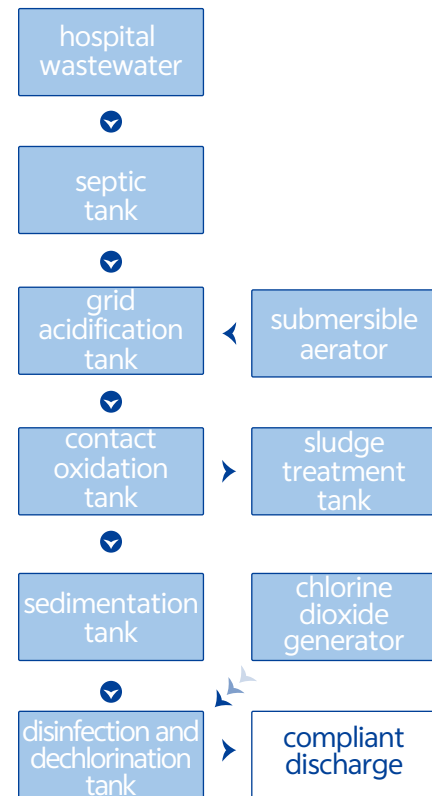 hospital
wastewater
septic
tank
grid
acidification
tank
submersible
aerator
contact
oxidation
tank
sludge
treatment
tank
sedimentation
tank
chlorine
dioxide
generator
disinfection and
dechlorination
tank
compliant
discharge